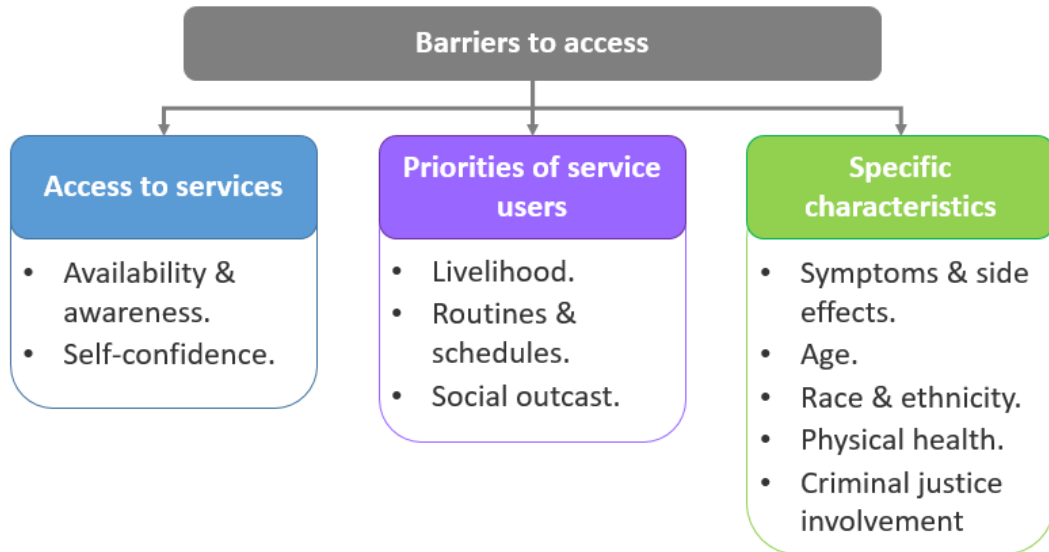 Barriers to access
Access to services
• Availability &
awareness.
• Self-confidence.
Priorities of service
users
• Livelihood.
• Routines &
schedules.
• Social outcast.
Specific
characteristics
• Symptoms & side
effects.
• Age.
• Race & ethnicity.
• Physical health.
• Criminal justice
involvement